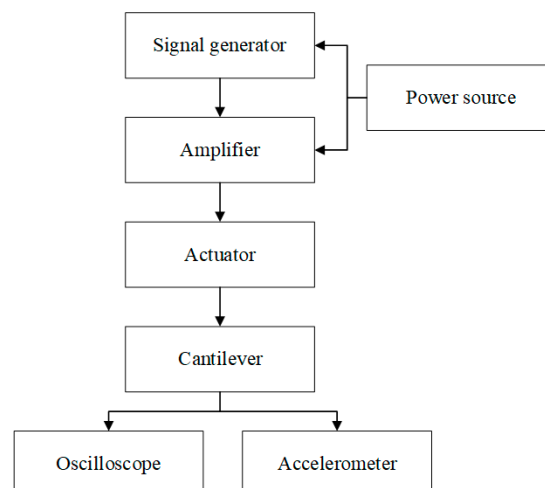 Signal generator
Power source
Amplifier
Actuator
Cantilever
Oscilloscope
Accelerometer